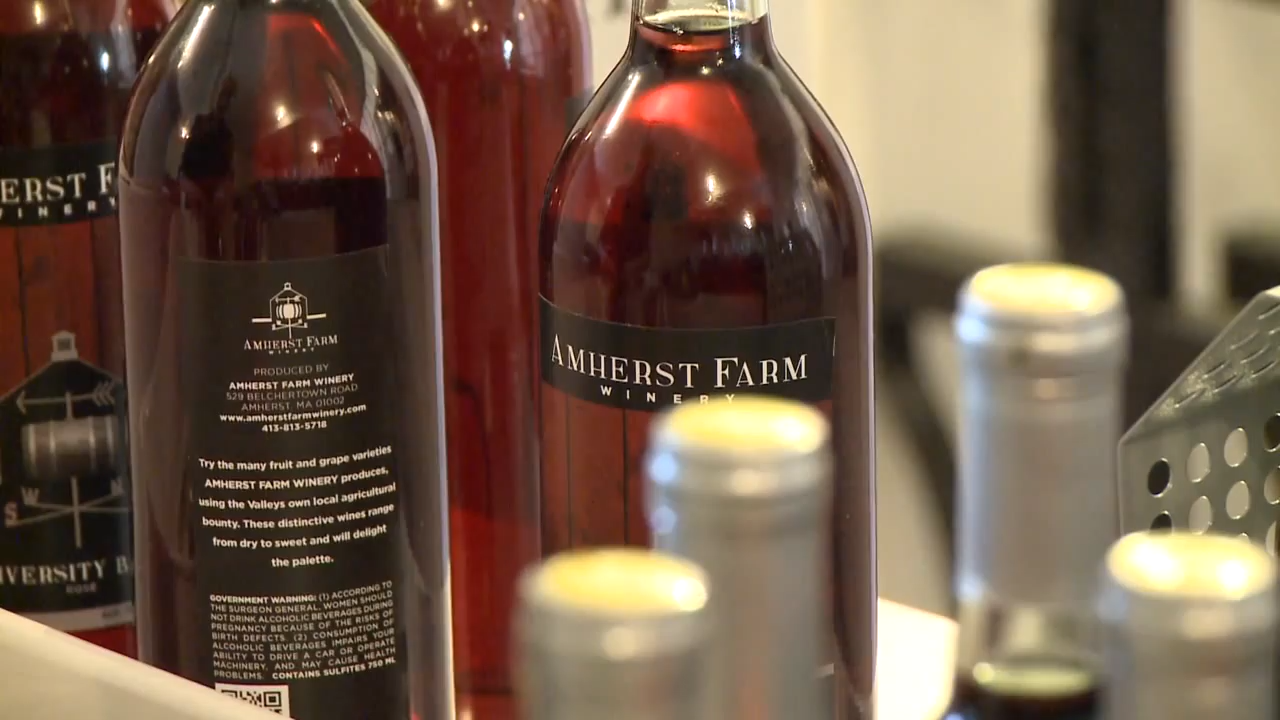 ERST F
WINERY
S W N
IVERSITY B
ROSÉ
AMHERST FARM
WINERY
PRODUCED BY
AMHERST FARM WINERY
529 BELCHERTOWN ROAD
AMHERST, MA 01002
www.amherstfarmwinery.com
413-813-5718
Try the many fruit and grape varieties
AMHERST FARM WINERY produces,
using the Valleys own local agricultural
bounty. These distinctive wines range
from dry to sweet and will delight
the palette.
GOVERNMENT WARNING: (1) ACCORDING TO
THE SURGEON GENERAL, WOMEN SHOULD
NOT DRINK ALCOHOLIC BEVERAGES DURING
PREGNANCY BECAUSE OF THE RISKS OF
BIRTH DEFECTS. (2) CONSUMPTION OF
ALCOHOLIC BEVERAGES IMPAIRS YOUR
ABILITY TO DRIVE A CAR OR OPERATE
MACHINERY, AND MAY CAUSE HEALTH
PROBLEMS. CONTAINS SULFITES 750 ML
AMHERST FARM
WINERY